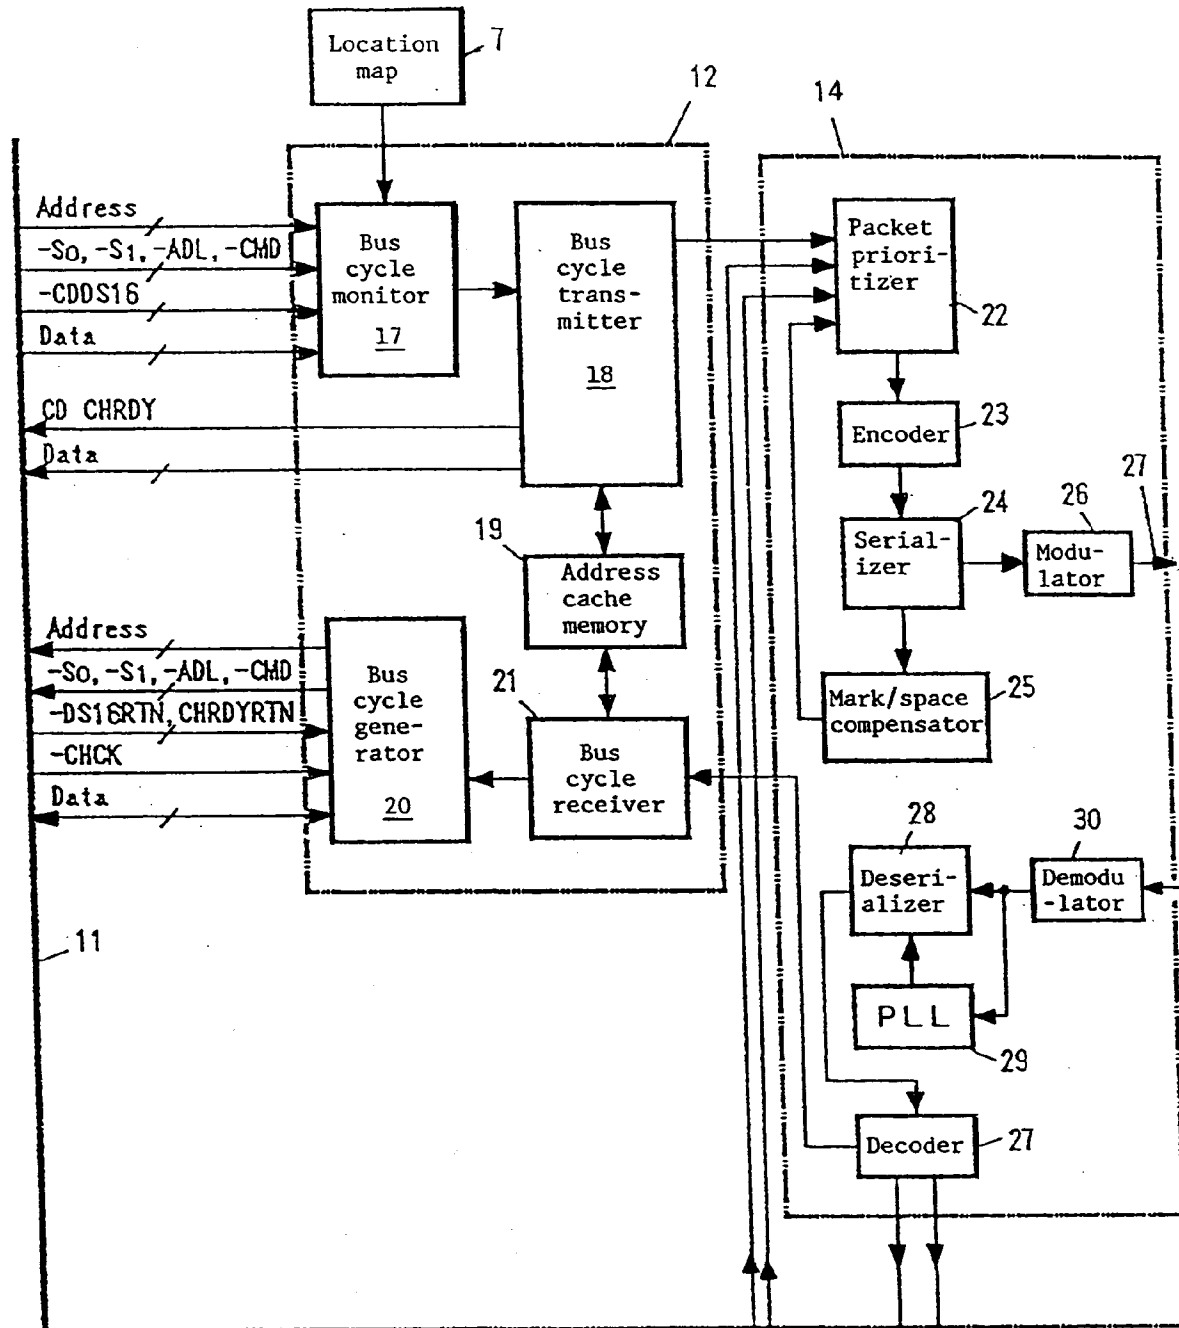 Location
map
7
12
14
Address
-S0, -S1, -ADL, -CMD
-CDDS16
Data
CD CHRDY
Data
Bus
cycle
monitor
17
Bus
cycle
trans-
mitter
18
Packet
priori-
tizer
22
Encoder
23
Serial-
izer
24
Modu-
lator
26
27
Mark/space
compensator
25
19
Address
cache
memory
Address
-S0, -S1, -ADL, -CMD
-DS16RTN, CHRDYRTN
-CHCK
Data
Bus
cycle
gene-
rator
20
21
Bus
cycle
receiver
28
Deseri-
alizer
30
Demodu
-lator
PLL
29
Decoder
27
11